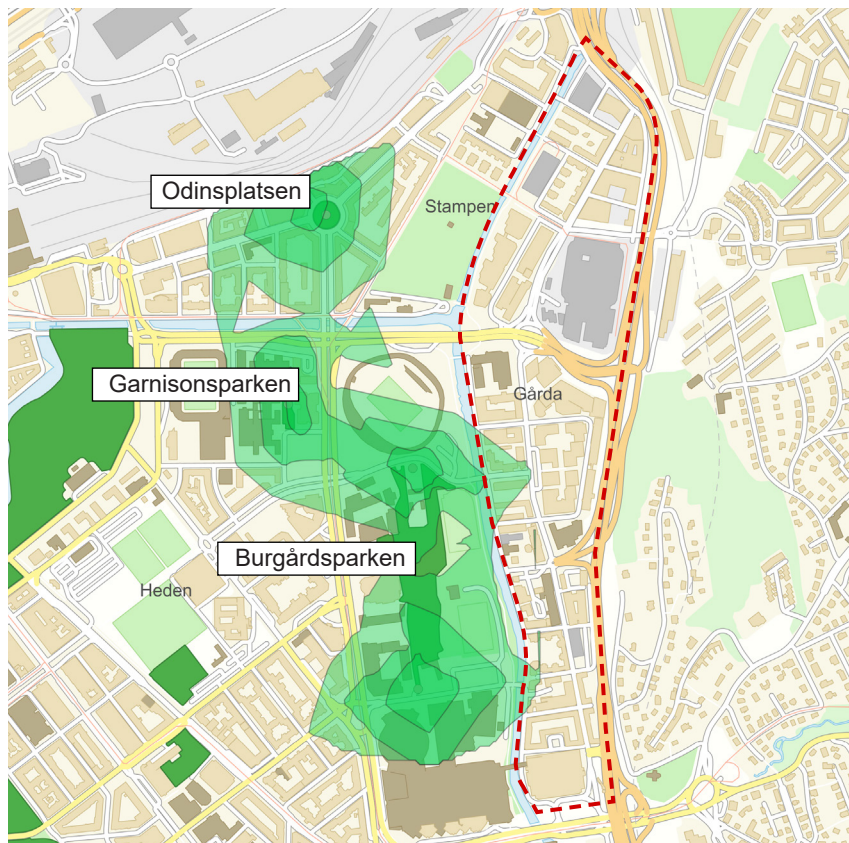 Odinsplatsen
Stampen
Garnisonsparken
Gårda
Burgårdsparken
Heden